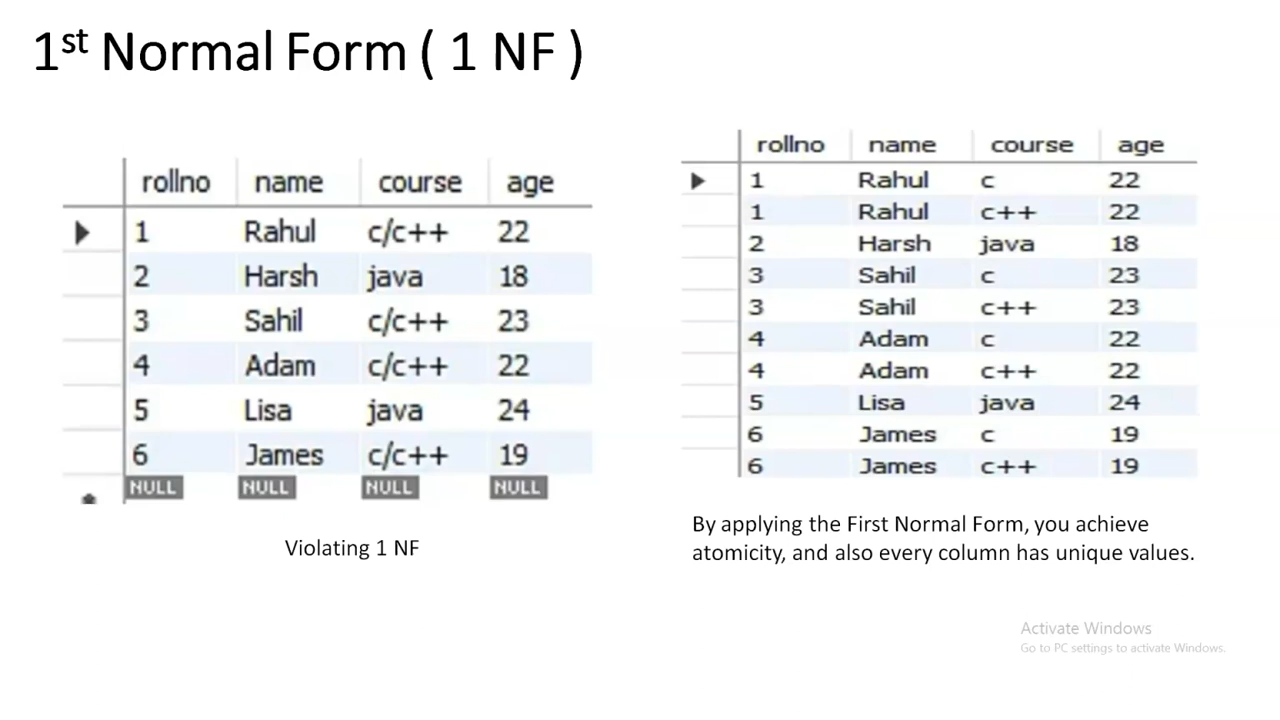 1st Normal Form ( 1 NF )
rollno name course age
1 Rahul c/c++ 22
2 Harsh java 18
3 Sahil c/c++ 23
4 Adam c/c++ 22
5 Lisa java 24
6 James c/c++ 19
NULL NULL NULL NULL
Violating 1 NF
rollno name course age
1 Rahul c 22
1 Rahul c++ 22
2 Harsh java 18
3 Sahil c 23
3 Sahil c++ 23
4 Adam c 22
4 Adam c++ 22
5 Lisa java 24
6 James c 19
6 James c++ 19
By applying the First Normal Form, you achieve
atomicity, and also every column has unique values.
Activate Windows
Go to PC settings to activate Windows.